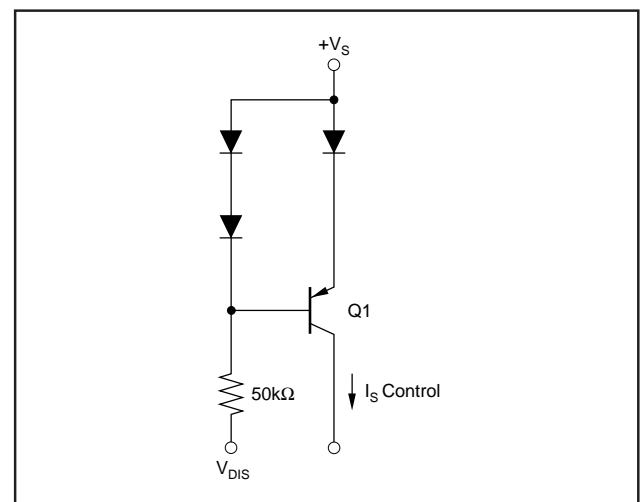 +VS
Q1
50kΩ
IS Control
VDIS